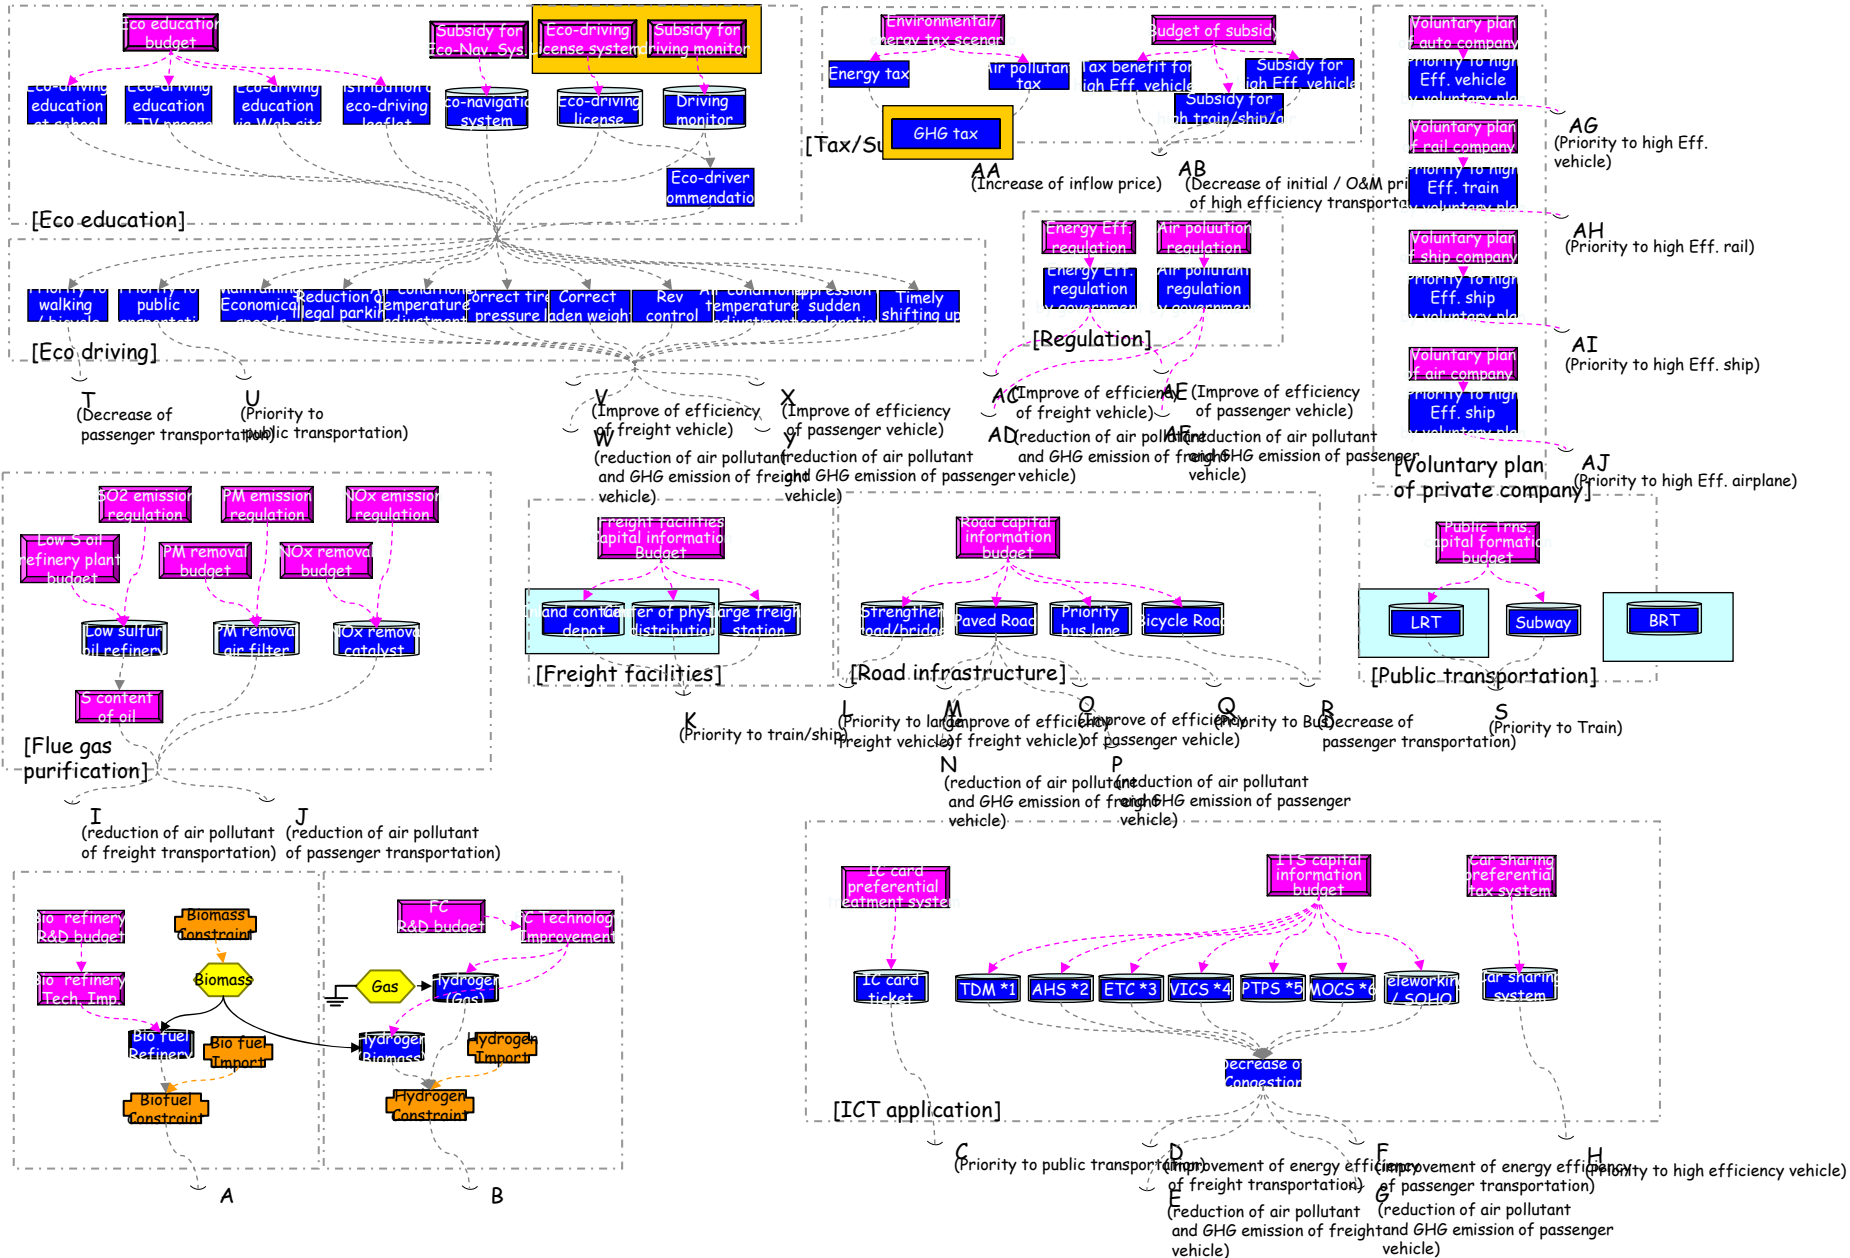 Eco education
budget
Subsidy for
Eco-Nav. Sys.
Eco-driving
license system
Subsidy for
driving monitor
Eco-driving
education
at school
Eco-driving
education
Eco-driving
education
via Web site
eco-driving
leaflet
Eco-navigation
system
Eco-driving
license
Driving
monitor
Eco-driver
[Eco education]
Priority to
walking
/ bicycle
Priority to
public
Maintaining
Economical
speeds
Reduction of
illegal parking
Air condition
temperature
adjustment
Correct tire
pressure
Correct
laden weight
Rev
control
Air condition
temperature
adjustment
sudden
Timely
shifting up
[Eco driving]
T
(Decrease of
passenger transportation)
U
(Priority to
public transportation)
V
(Improve of efficiency
of freight vehicle)
W
(reduction of air pollutant
and GHG emission of freight
vehicle)
X
(Improve of efficiency
of passenger vehicle)
Y
(reduction of air pollutant
and GHG emission of passenger
vehicle)
Environmental/
energy tax scenario
Budget of subsidy
Energy tax
Air pollutant
tax
Tax benefit for
high Eff. vehicle
Subsidy for
high Eff. vehicle
Subsidy for
GHG tax
AA
(Increase of inflow price)
AB
(Decrease of initial / O&M
of high efficiency
Energy Eff.
regulation
Air poluution
regulation
Energy Eff.
regulation
by government
Air pollutant
regulation
by government
[Regulation]
AC
(Improve of efficiency
of freight vehicle)
AD
(reduction of air pollutant
and GHG emission of freight
vehicle)
AE
(Improve of efficiency
of passenger vehicle)
AF
(reduction of air pollutant
and GHG emission of passenger
vehicle)
Voluntary plan
of auto company
Priority to high
Eff. vehicle
by voluntary plan
AG
(Priority to high Eff.
vehicle)
Voluntary plan
of rail company
Priority to high
Eff. train
by voluntary plan
AH
(Priority to high Eff. rail)
Voluntary plan
of ship company
Priority to high
Eff. ship
by voluntary plan
AI
(Priority to high Eff. ship)
Voluntary plan
of air company
Priority to high
Eff. ship
by voluntary plan
AJ
(Priority to high Eff. airplane)
[Voluntary plan
of private company]
SO2 emission
regulation
PM emission
regulation
NOx emission
regulation
Low S oil
refinery plant
budget
PM removal
budget
NOx removal
budget
Low sulfur
oil refinery
PM removal
air filter
NOx removal
catalyst
S content
of oil
[Flue gas
purification]
I
(reduction of air pollutant
of freight transportation)
J
(reduction of air pollutant
of passenger transportation)
Freight facilities
Capital information
Budget
Inland container
depot
Center of physical
distribution
Large freight
station
[Freight facilities]
K
(Priority to train/ship)
Road capital
information
budget
Strengthen
road/bridge
Paved Road
Priority
bus.lane
Bicycle Road
[Road infrastructure]
L
(Priority to large
freight vehicle)
M
(Improve of efficiency
of freight vehicle)
N
(reduction of air pollutant
and GHG emission of freight
vehicle)
O
(Improve of efficiency
of passenger vehicle)
P
(reduction of air pollutant
and GHG emission of passenger
vehicle)
Q
(Priority to Bus)
R
(Decrease of
passenger transportation)
Public Trns
capital formation
budget
LRT
Subway
BRT
[Public transportation]
S
(Priority to Train)
Bio refinery
R&D budget
Biomass
Constraint
Bio refinery
Tech. Imp.
Biomass
Bio fuel
Refinery
Bio fuel
Import
Biofuel
Constraint
A
FC
R&D budget
FC Technology
Improvement
Gas
Hydrogen
(Gas)
Hydrogen
(Biomass)
Hydrogen
Import
Hydrogen
Constraint
B
IC card
preferential
treatment system
ITS capital
information
budget
Car sharing
preferential
tax system
IC card
ticket
TDM *1
AHS *2
ETC *3
VICS *4
PTPS *5
MOCS *6
Teleworking
/ SOHO
Car sharing
system
Decrease of
Congestion
[ICT application]
C
(Priority to public transportation)
D
(Improvement of energy efficiency
of freight transportation)
E
(reduction of air pollutant
and GHG emission of freight
vehicle)
F
(Improvement of energy efficiency
of passenger transportation)
G
(reduction of air pollutant
and GHG emission of passenger
vehicle)
H
(Priority to high efficiency vehicle)